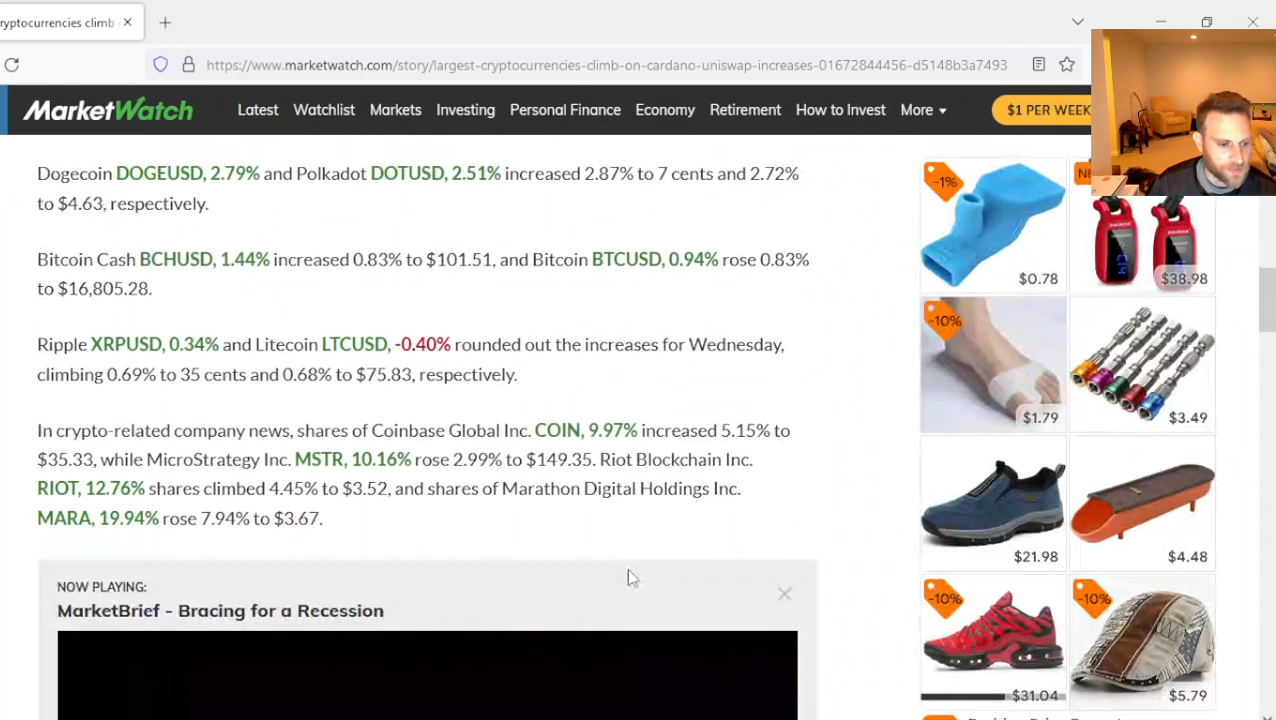 ryptocurrencies climb
https://www.marketwatch.com/story/largest-cryptocurrencies-climb-on-cardano-uniswap-increases-01672844456-d5148b3a7493
MarketWatch
Latest Watchlist Markets Investing Personal Finance Economy Retirement How to Invest More
$1 PER WEEK
Dogecoin DOGEUSD, 2.79% and Polkadot DOTUSD, 2.51% increased 2.87% to 7 cents and 2.72%
to $4.63, respectively.
Bitcoin Cash BCHUSD, 1.44% increased 0.83% to $101.51, and Bitcoin BTCUSD, 0.94% rose 0.83%
to $16,805.28.
Ripple XRPUSD, 0.34% and Litecoin LTCUSD, -0.40% rounded out the increases for Wednesday,
climbing 0.69% to 35 cents and 0.68% to $75.83, respectively.
In crypto-related company news, shares of Coinbase Global Inc. COIN, 9.97% increased 5.15% to
$35.33, while MicroStrategy Inc. MSTR, 10.16% rose 2.99% to $149.35. Riot Blockchain Inc.
RIOT, 12.76% shares climbed 4.45% to $3.52, and shares of Marathon Digital Holdings Inc.
MARA, 19.94% rose 7.94% to $3.67.
NOW PLAYING:
MarketBrief - Bracing for a Recession
-1%
$0.78
NE
$38.98
-10%
$1.79
$3.49
$21.98
$4.48
-10%
$31.04
-10%
$5.79